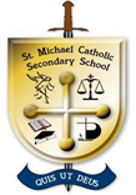 St. Michael Catholic
Secondary School
QUIS UT DEUS